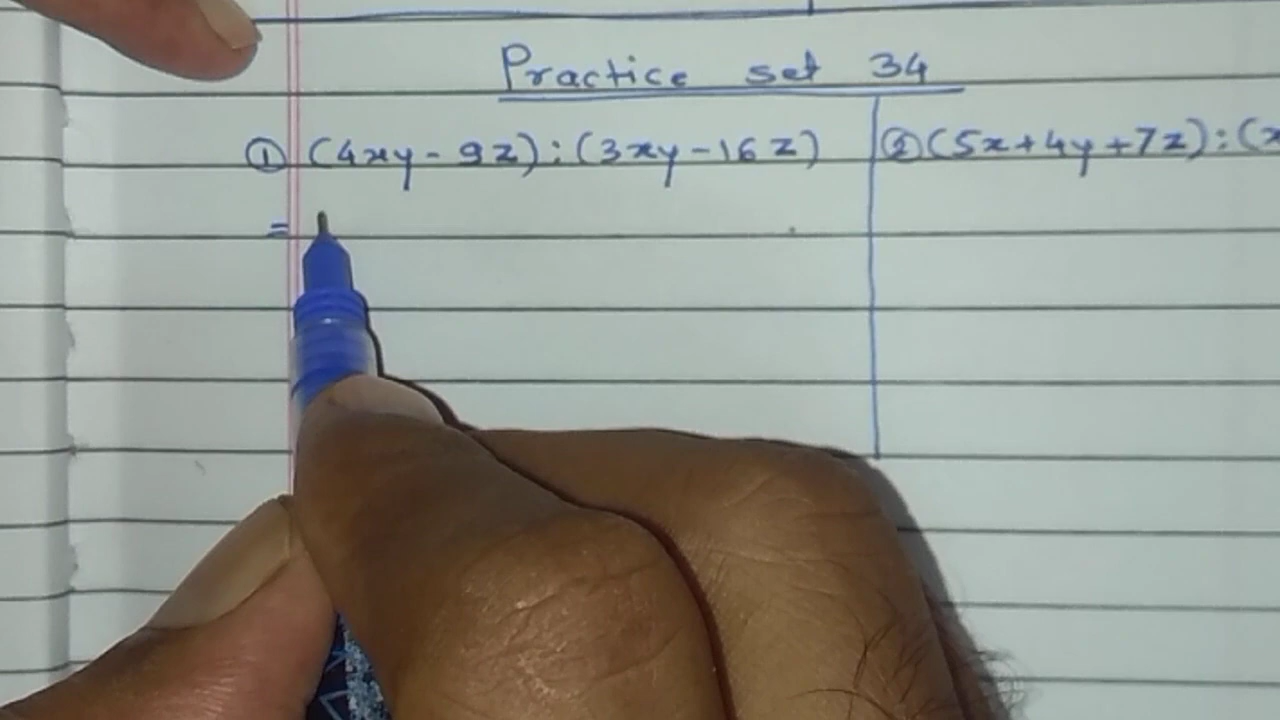 Practice set 34
① (4xy - 9z) ; (3xy - 16z) ② (5x + 4y + 7z) ; (x
=